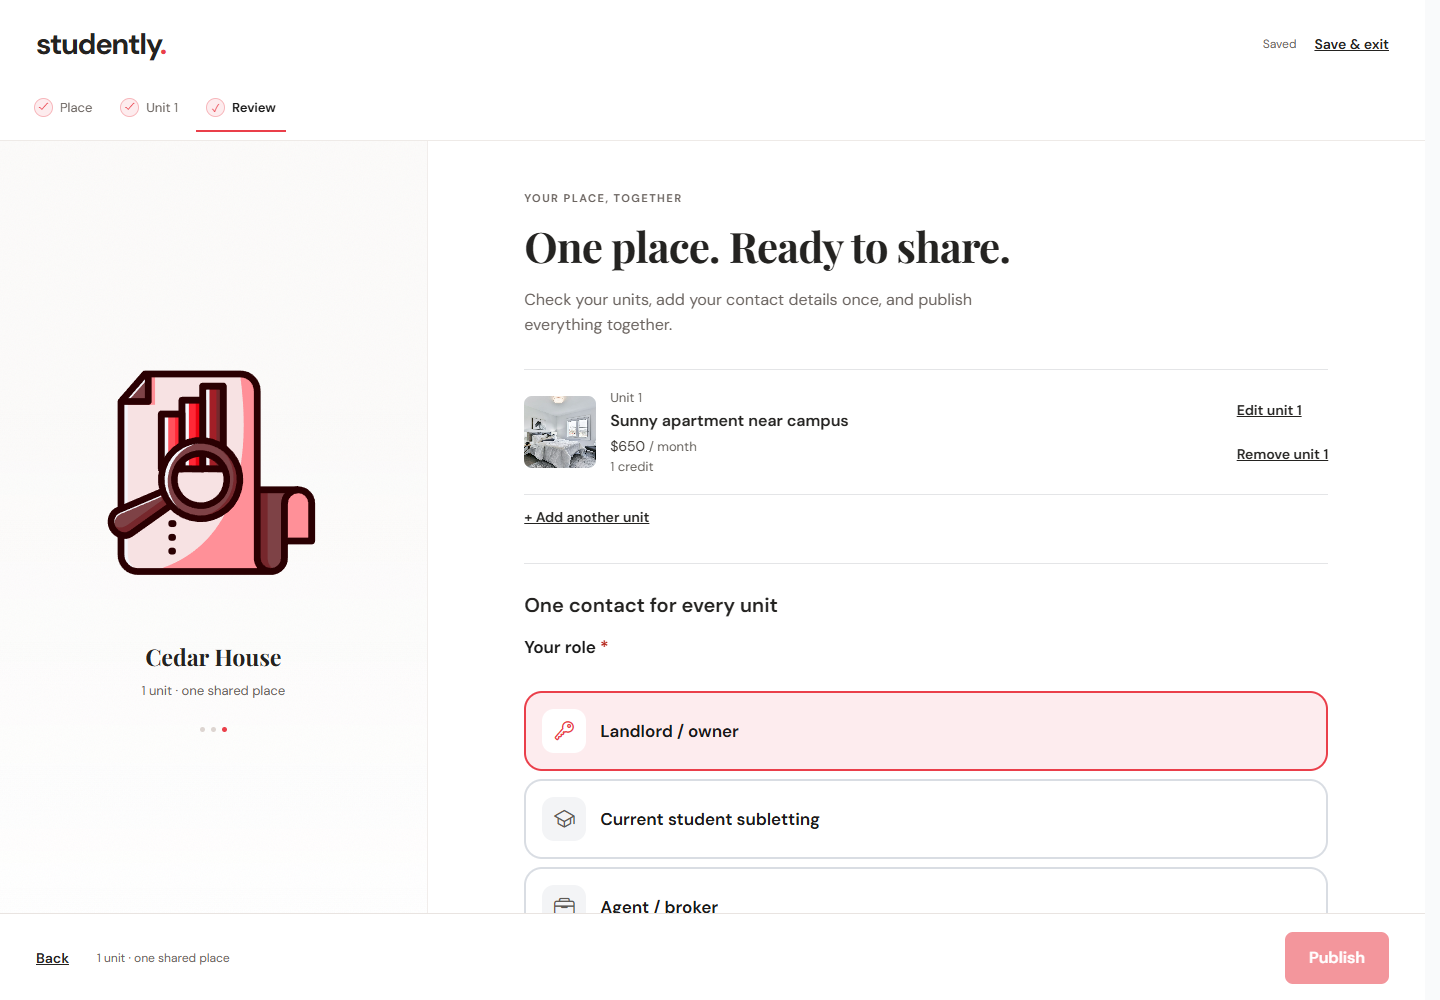 studently.
Saved
Save & exit
Place
Unit 1
Review
YOUR PLACE, TOGETHER
One place. Ready to share.
Check your units, add your contact details once, and publish
everything together.
Unit 1
Sunny apartment near campus
$650 / month
1 credit
Edit unit 1
Remove unit 1
+ Add another unit
Cedar House
1 unit · one shared place
One contact for every unit
Your role *
Landlord / owner
Current student subletting
Agent / broker
Back
1 unit · one shared place
Publish